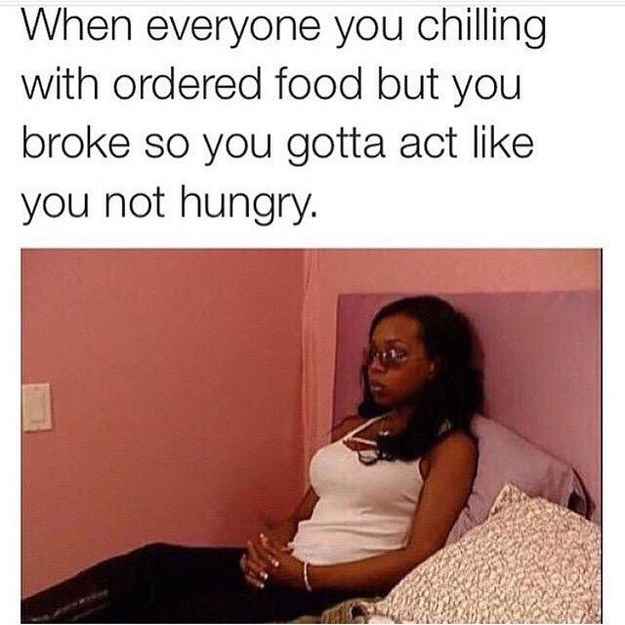 When everyone you chilling
with ordered food but you
broke so you gotta act like
you not hungry.